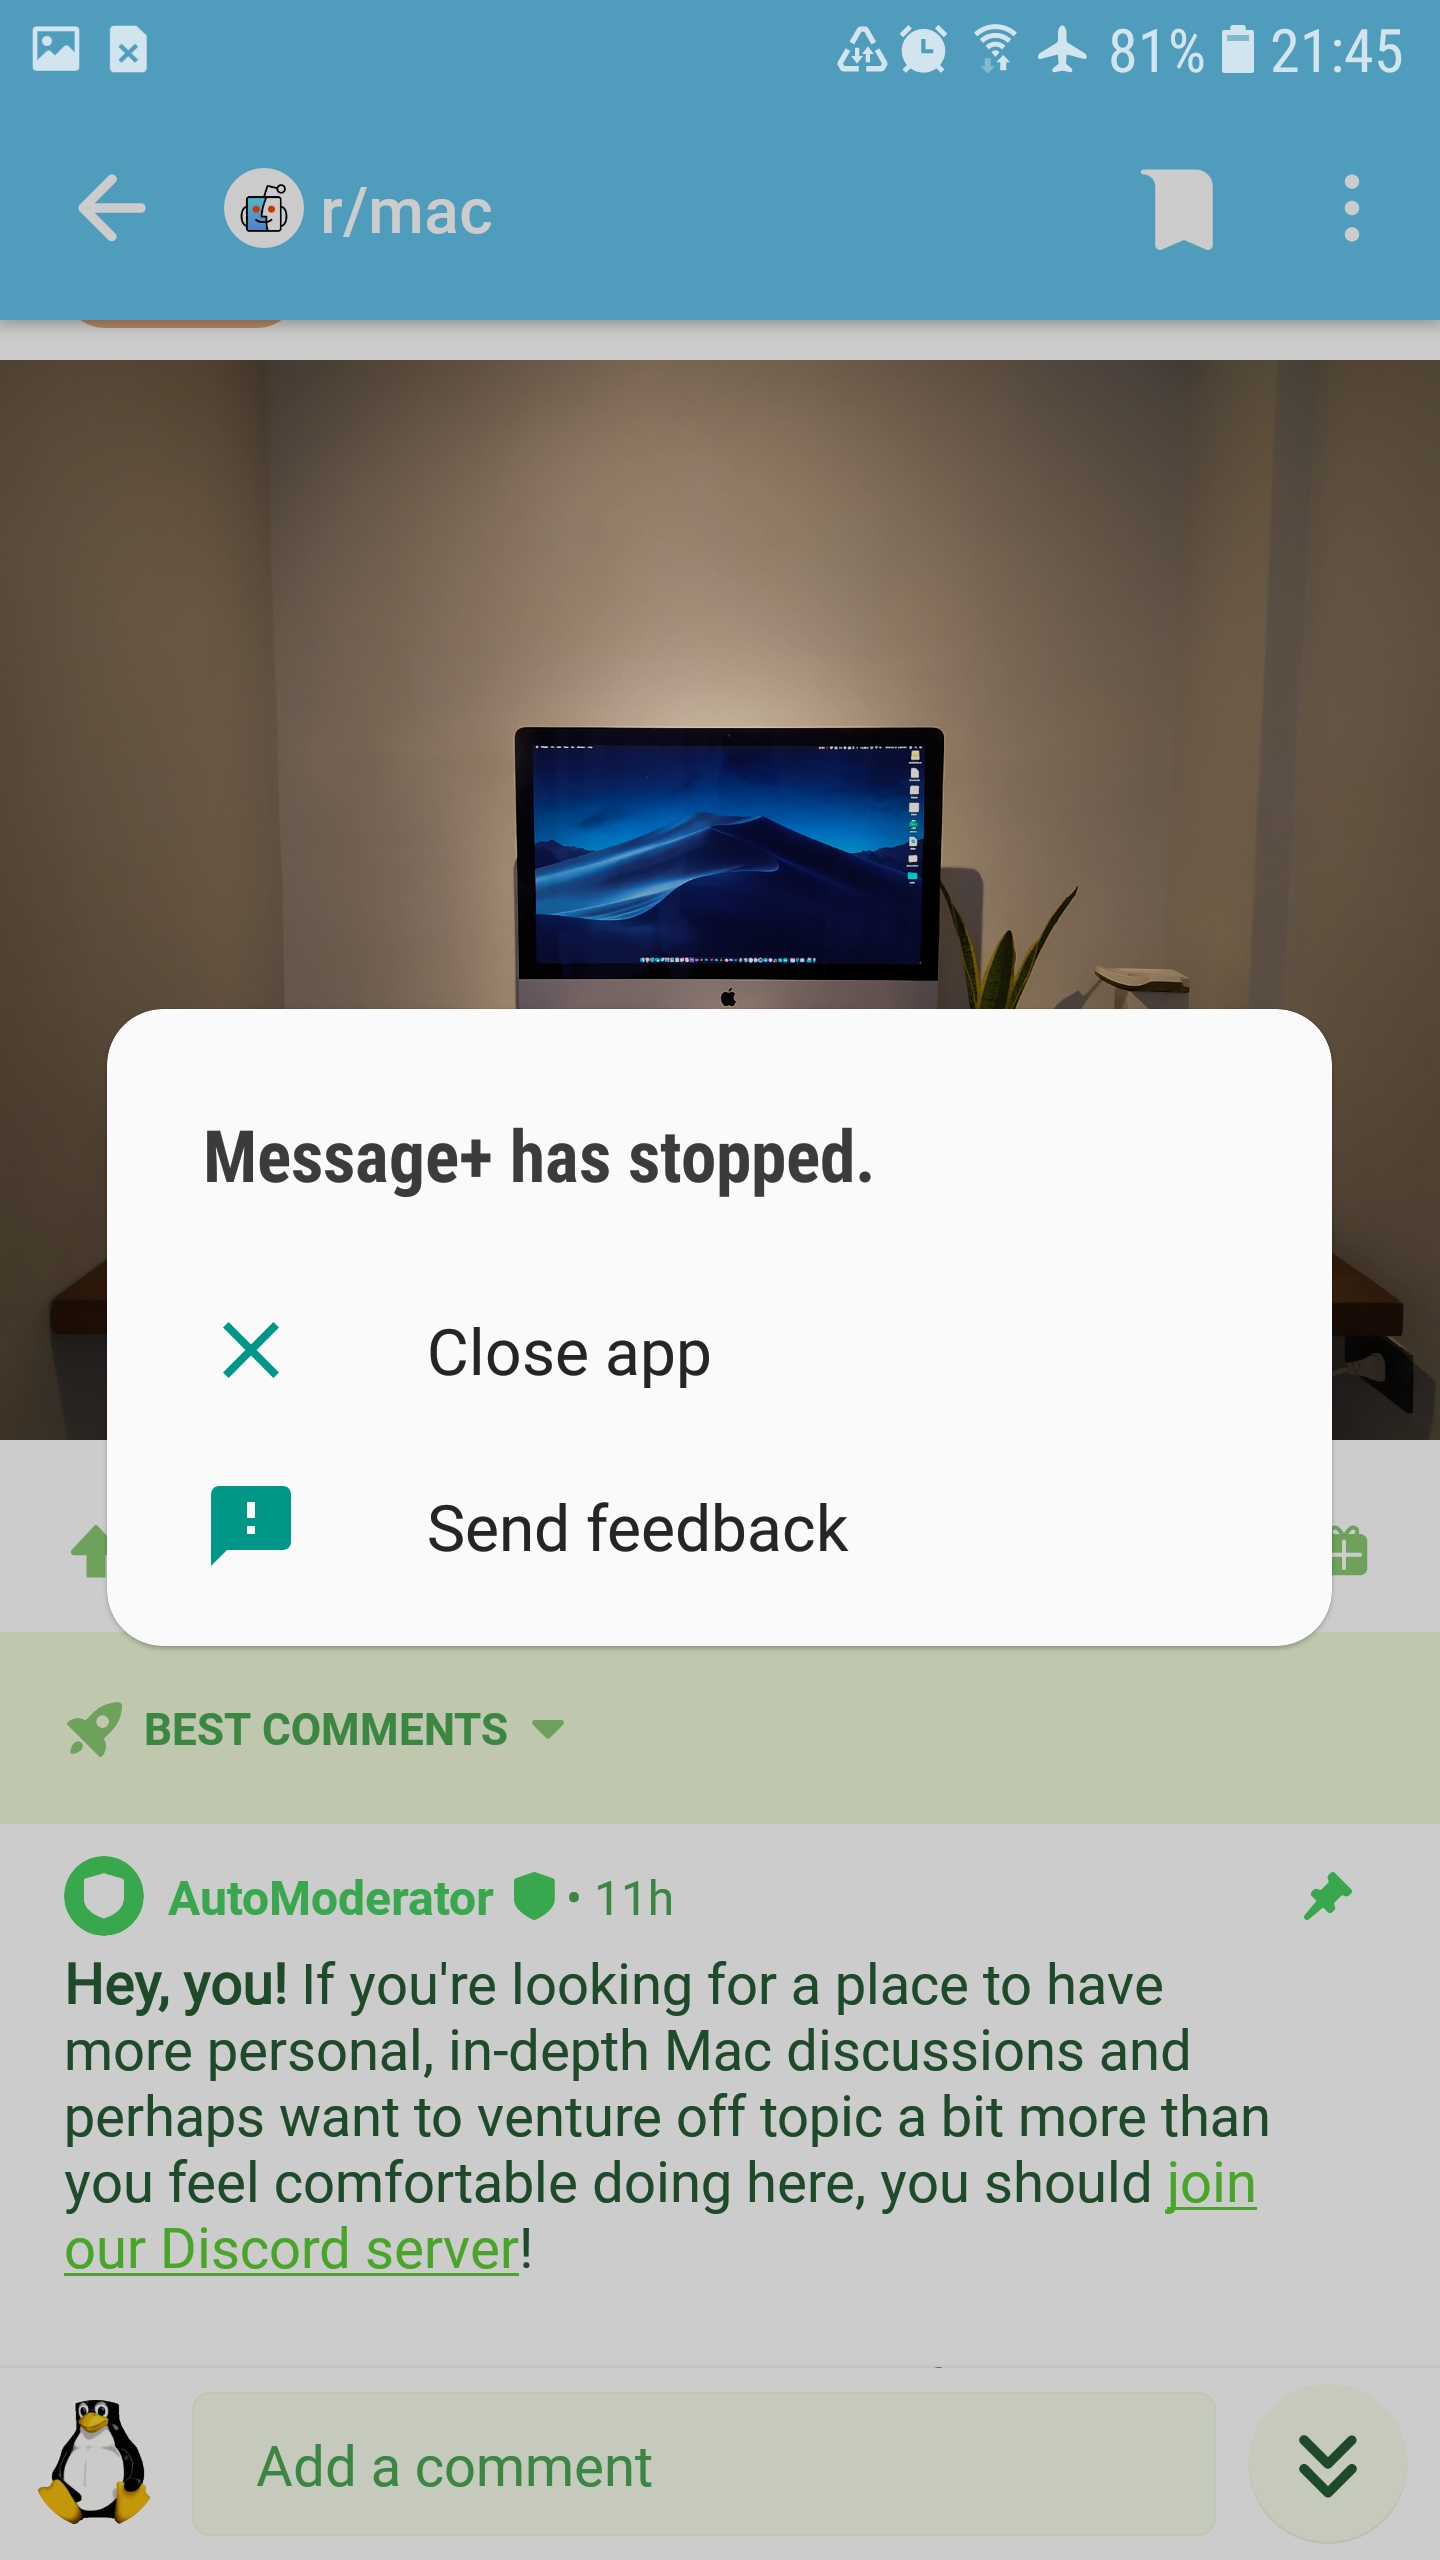 81% 21:45
r/mac
Message+ has stopped.
Close app
Send feedback
BEST COMMENTS
AutoModerator • 11h
Hey, you! If you're looking for a place to have
more personal, in-depth Mac discussions and
perhaps want to venture off topic a bit more than
you feel comfortable doing here, you should join
our Discord server!
Add a comment